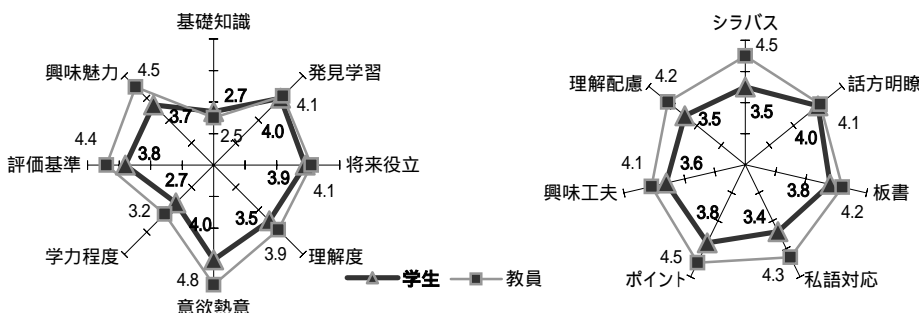 基礎知識
発見学習
将来役立
理解度
意欲熱意
学力程度
評価基準
興味魅力
2.7
4.0
3.9
3.5
4.0
2.7
3.8
3.7
2.5
4.1
4.1
3.9
4.8
3.2
4.4
4.5
学生
教員
シラバス
話方明瞭
板書
私語対応
ポイント
興味工夫
理解配慮
3.5
4.0
3.8
3.4
3.8
3.6
3.5
4.5
4.1
4.2
4.3
4.5
4.1
4.2